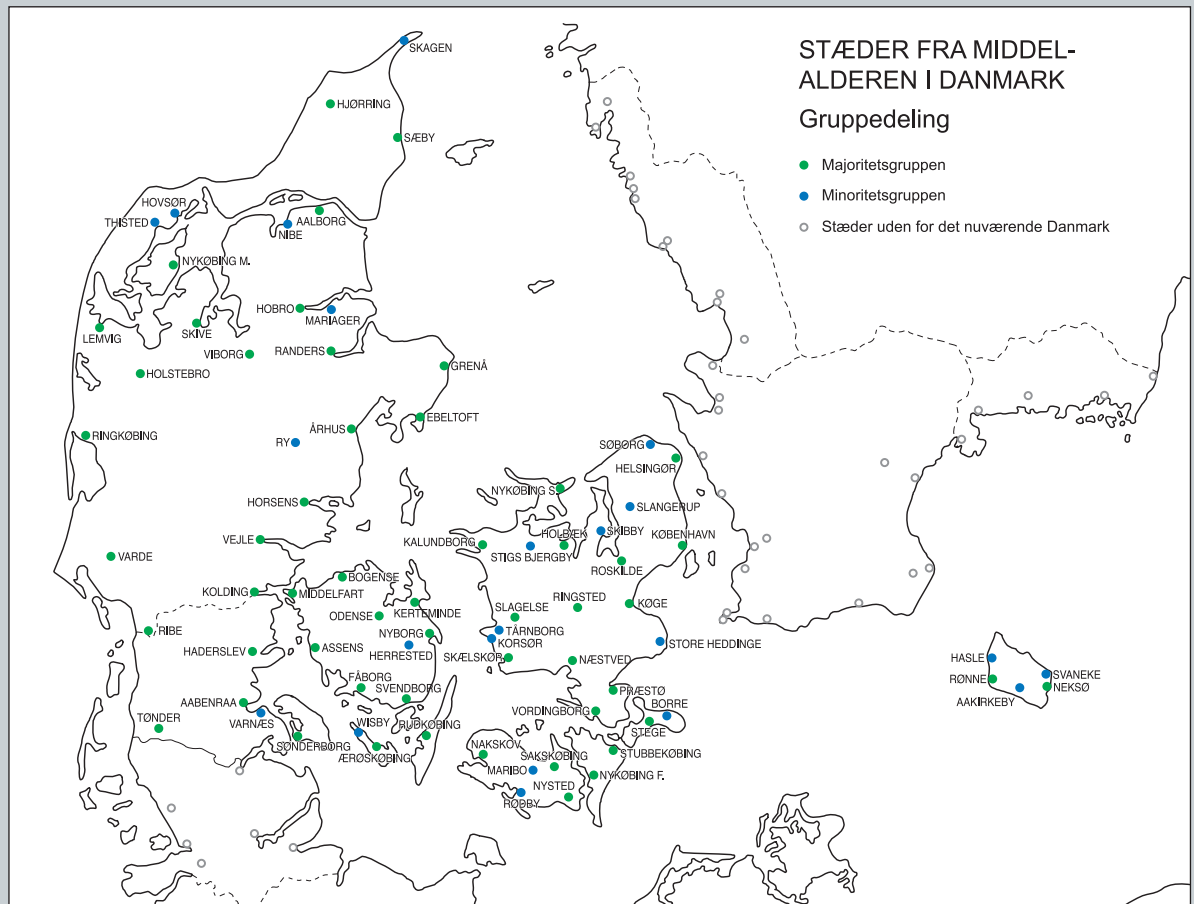 STÆDER FRA MIDDEL-
ALDEREN I DANMARK
Gruppedeling
Majoritetsgruppen
Minoritetsgruppen
Stæder uden for det nuværende Danmark
SKAGEN
HJØRRING
SÆBY
HOVSØR
THISTED
AALBORG
NIBE
NYKØBING M.
HOBRO
MARIAGER
LEMVIG
SKIVE
VIBORG
RANDERS
GRENÅ
HOLSTEBRO
EBELTOFT
RINGKØBING
ÅRHUS
RY
SØBORG
HELSINGØR
NYKØBING S.
HORSENS
SLANGERUP
VEJLE
KALUNDBORG
HOLBÆK
SKIBBY
KØBENHAVN
STIGS BJERGBY
VARDE
ROSKILDE
BOGENSE
KOLDING
MIDDELFART
RINGSTED
KØGE
ODENSE
KERTEMINDE
SLAGELSE
RIBE
NYBORG
TÅRNBORG
KORSØR
STORE HEDDINGE
HADERSLEV
ASSENS
HERRESTED
SKÆLSKØR
NÆSTVED
HASLE
SVANEKE
RØNNE
NEKSØ
AAKIRKEBY
FÅBORG
SVENDBORG
PRÆSTØ
AABENRAA
VARNÆS
VORDINGBORG
BORRE
TØNDER
WISBY
RUDKØBING
STEGE
SØNDERBORG
ÆRØSKØBING
NAKSKOV
SAKSKØBING
STUBBEKØBING
MARIBO
NYKØBING F.
NYSTED
RØDBY